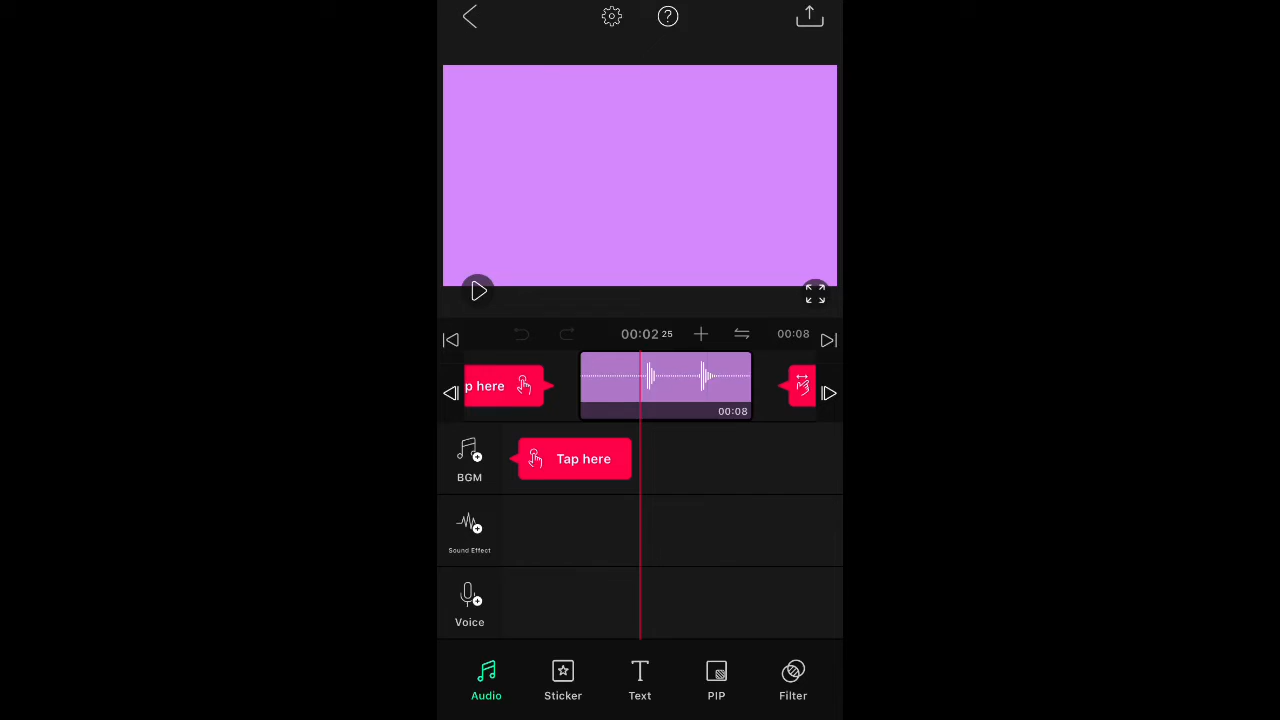 00:02 25
00:08
p here
00:08
BGM
Tap here
Sound Effect
Voice
Audio
Sticker
Text
PIP
Filter